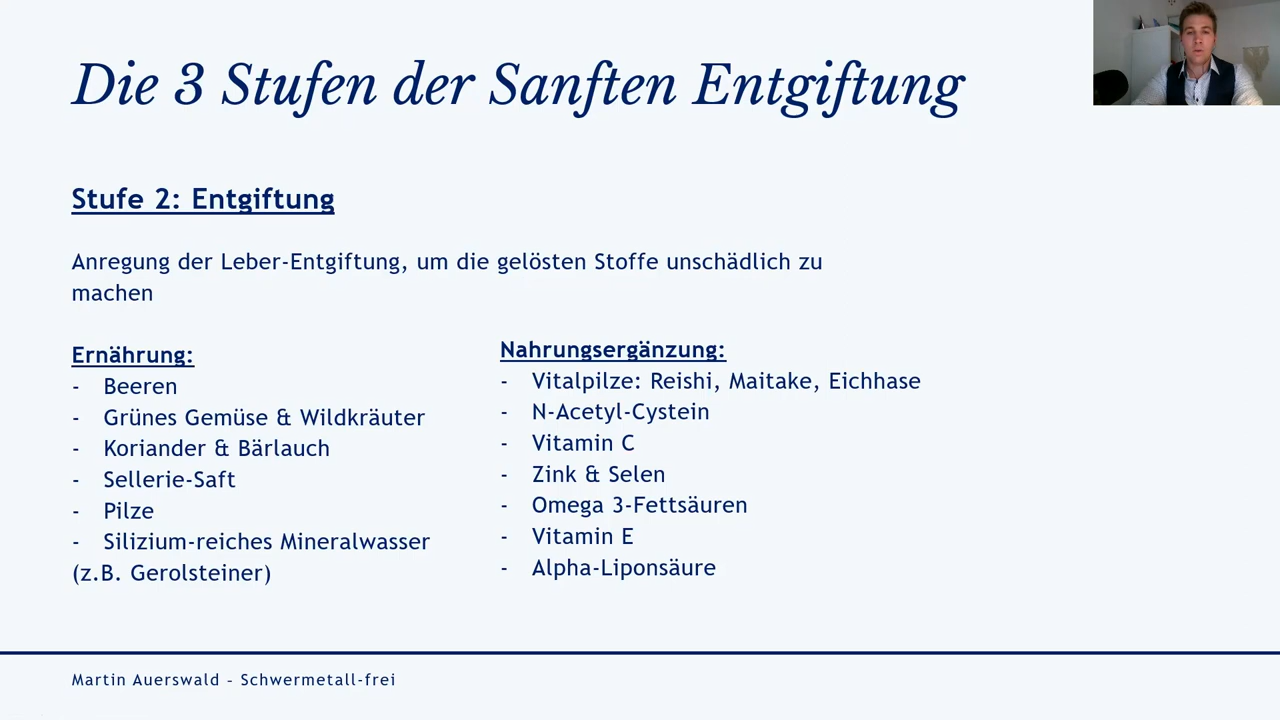 Die 3 Stufen der Sanften Entgiftung
Stufe 2: Entgiftung
Anregung der Leber-Entgiftung, um die gelösten Stoffe unschädlich zu
machen
Ernährung:
- Beeren
- Grünes Gemüse & Wildkräuter
- Koriander & Bärlauch
- Sellerie-Saft
- Pilze
- Silizium-reiches Mineralwasser
(z.B. Gerolsteiner)
Nahrungsergänzung:
- Vitalpilze: Reishi, Maitake, Eichhase
- N-Acetyl-Cystein
- Vitamin C
- Zink & Selen
- Omega 3-Fettsäuren
- Vitamin E
- Alpha-Liponsäure
Martin Auerswald - Schwermetall-frei